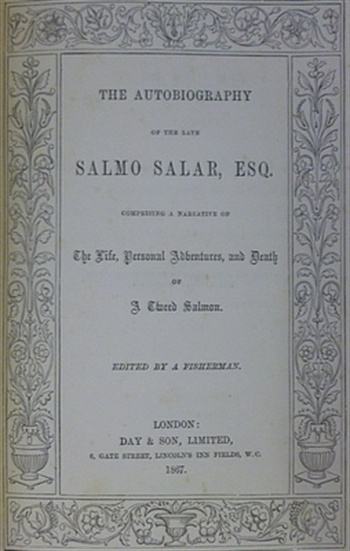 THE AUTOBIOGRAPHY
OF THE LATE
SALMO SALAR, ESQ.
COMPRISING A NARRATIVE OF
The Life, Personal Adventures, and Death
OF
A Tweed Salmon.
EDITED BY A FISHERMAN.
LONDON:
DAY & SON, LIMITED,
6, GATE STREET, LINCOLN'S INN FIELDS, W.C.
1867.